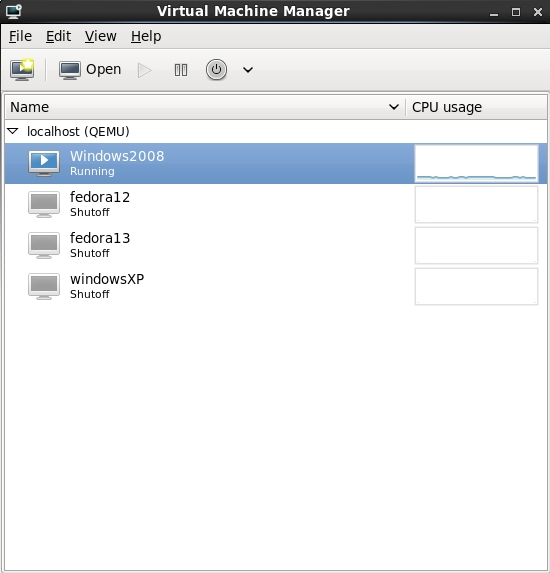 Virtual Machine Manager
File Edit View Help
Open
Name CPU usage
localhost (QEMU)
Windows2008
Running
fedora12
Shutoff
fedora13
Shutoff
windowsXP
Shutoff